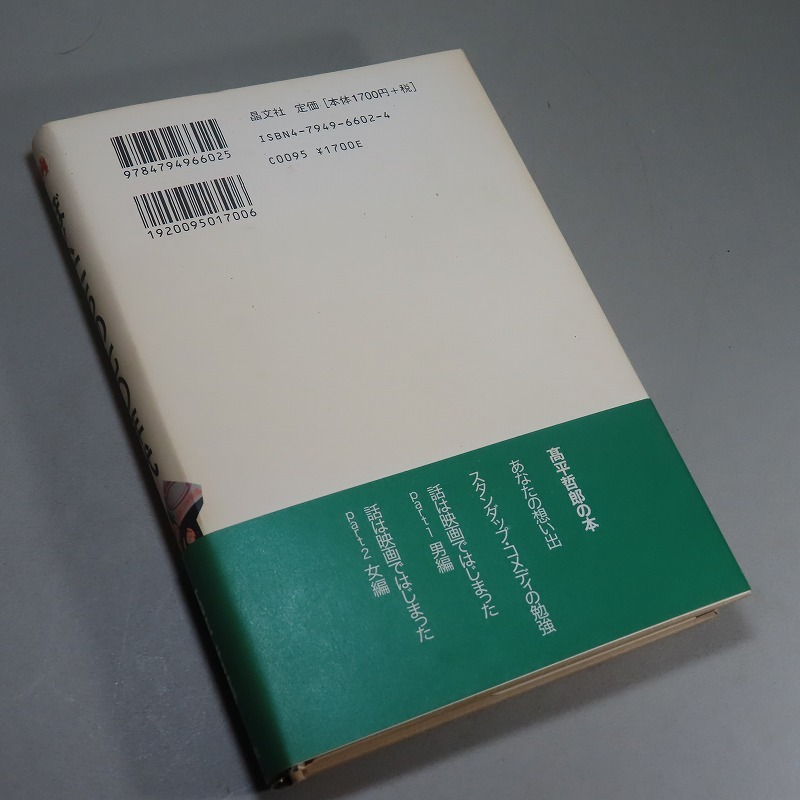 晶文社 定価[本体1700円+税]
ISBN4-7949-6602-4
C0095 ¥1700E
9784794966025
1920095017006
高平哲郎の本
あなたの想い出
スタンダップ・コメディの勉強
話は映画ではじまった
part1 男編
話は映画ではじまった
part2 女編